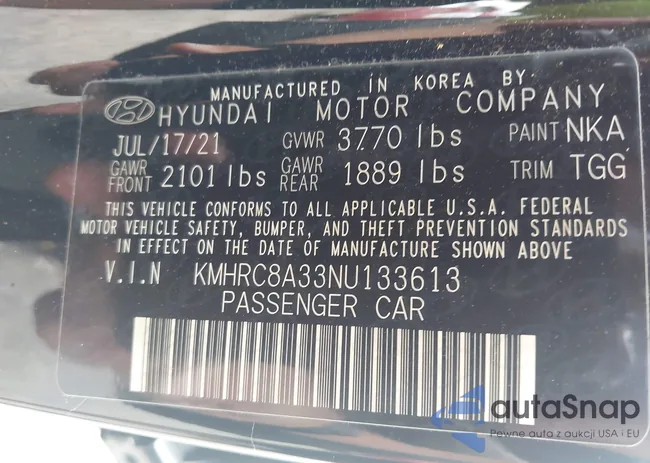 MANUFACTURED IN KOREA BY
HYUNDAI MOTOR COMPANY
JUL/17/21 GVWR 3770 lbs PAINT NKA
GAWR FRONT 2101 lbs GAWR REAR 1889 lbs TRIM TGG
THIS VEHICLE CONFORMS TO ALL APPLICABLE U.S.A. FEDERAL
MOTOR VEHICLE SAFETY, BUMPER, AND THEFT PREVENTION STANDARDS
IN EFFECT ON THE DATE OF MANUFACTURE SHOWN ABOVE
V.I.N KMHRC8A33NU133613
PASSENGER CAR
autaSnap
Pewne auta z aukcji USA i EU